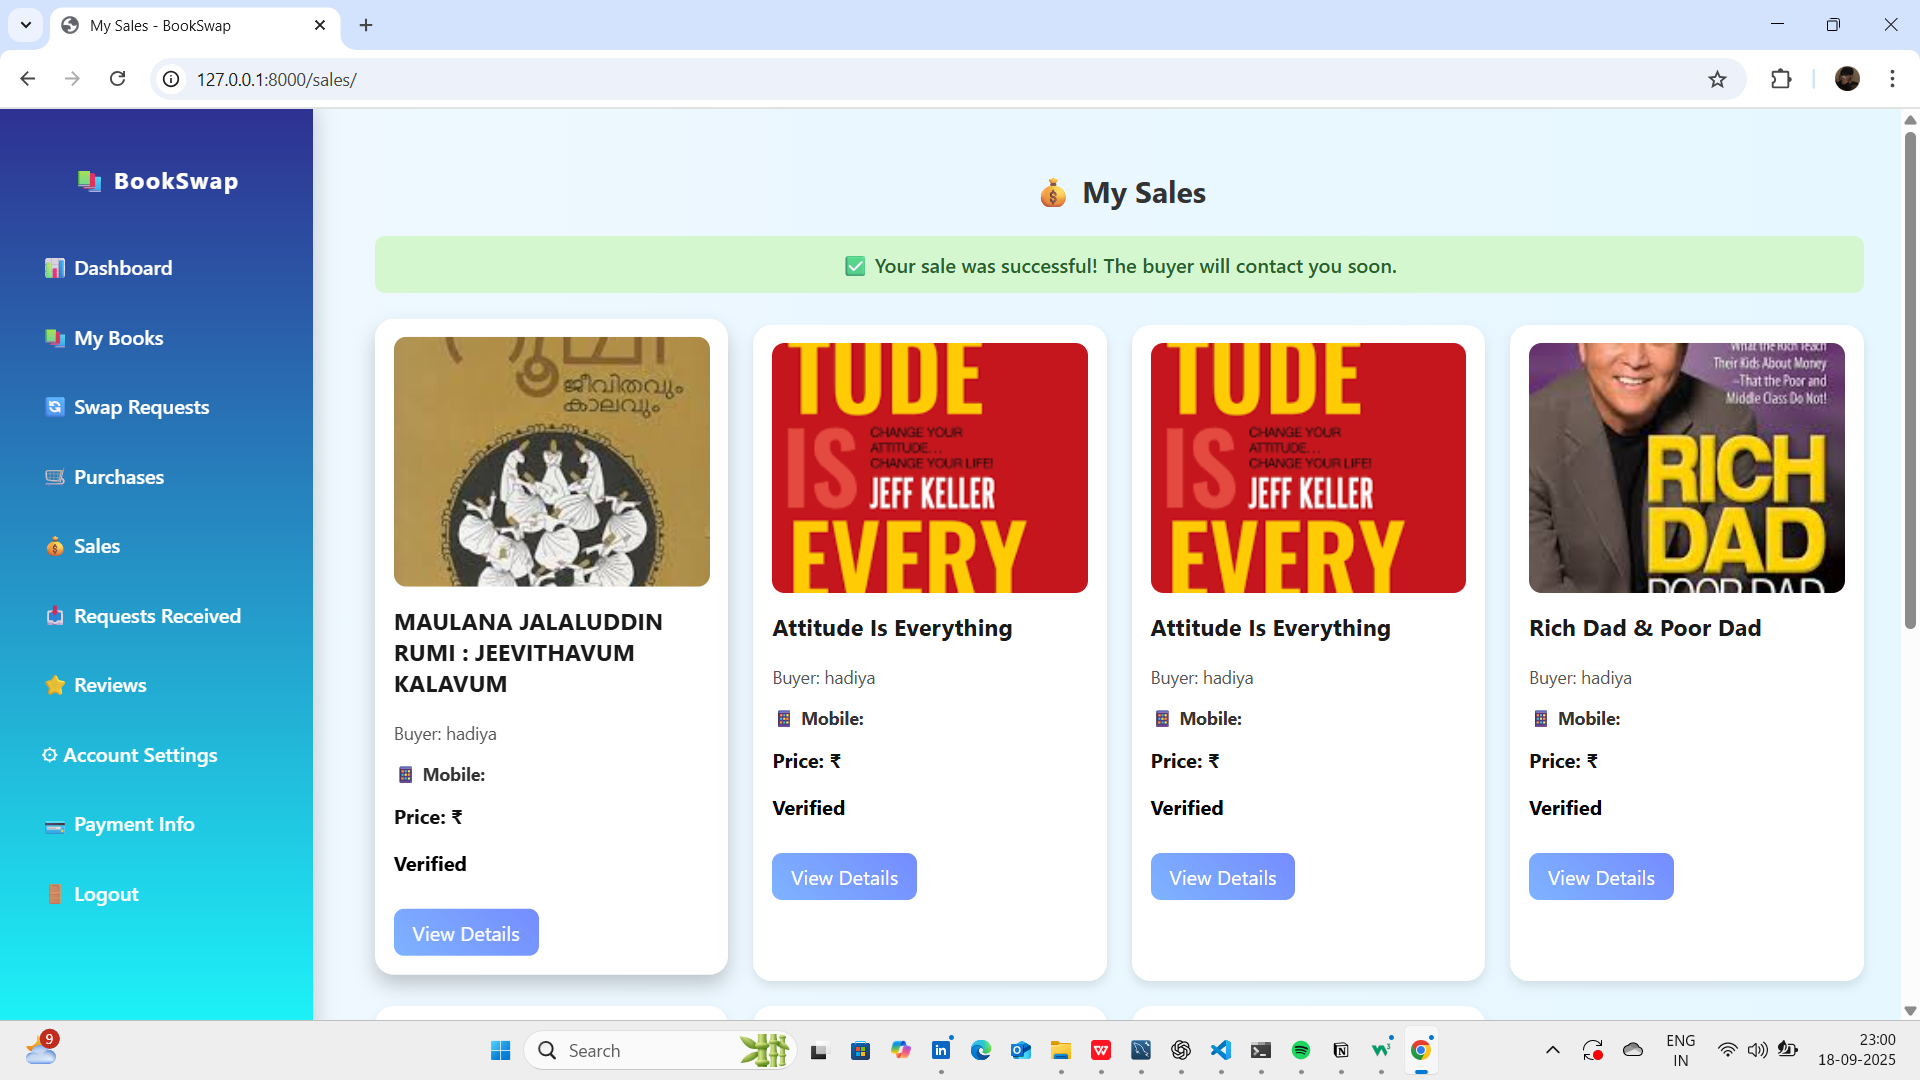 My Sales - BookSwap
127.0.0.1:8000/sales/
BookSwap
Dashboard
My Books
Swap Requests
Purchases
Sales
Requests Received
Reviews
Account Settings
Payment Info
Logout
My Sales
Your sale was successful! The buyer will contact you soon.
ജീവിതവും
കാലവും
MAULANA JALALUDDIN
RUMI : JEEVITHAVUM
KALAVUM
Buyer: hadiya
Mobile:
Price: ₹
Verified
View Details
TUDE
IS
CHANGE YOUR
ATTITUDE...
CHANGE YOUR LIFE!
JEFF KELLER
EVERY
Attitude Is Everything
Buyer: hadiya
Mobile:
Price: ₹
Verified
View Details
TUDE
IS
CHANGE YOUR
ATTITUDE...
CHANGE YOUR LIFE!
JEFF KELLER
EVERY
Attitude Is Everything
Buyer: hadiya
Mobile:
Price: ₹
Verified
View Details
What the Rich Teach
Their Kids About Money
–That the Poor and
Middle Class Do Not!
RICH
DAD
POOR DAD
Rich Dad & Poor Dad
Buyer: hadiya
Mobile:
Price: ₹
Verified
View Details
9
Search
ENG
IN
23:00
18-09-2025